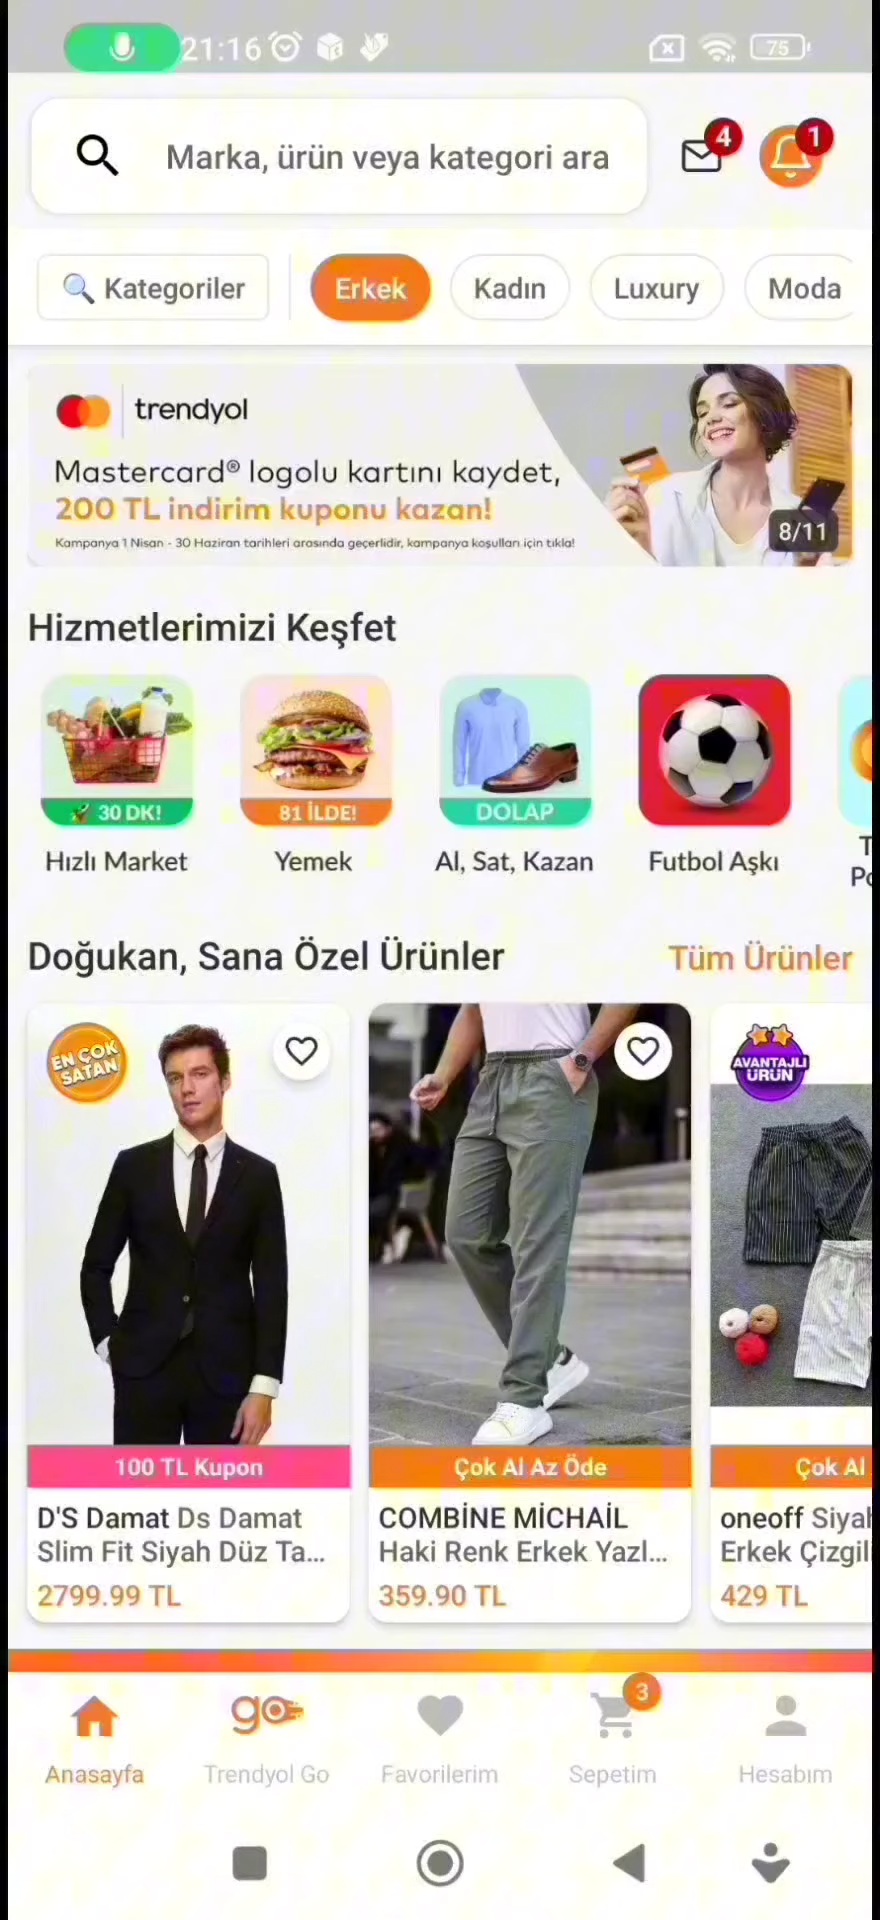 21:16
75
Marka, ürün veya kategori ara
4
1
Kategoriler
Erkek
Kadın
Luxury
Moda
trendyol
Mastercard® logolu kartını kaydet,
200 TL indirim kuponu kazan!
Kampanya 1 Nisan - 30 Haziran tarihleri arasında geçerlidir, kampanya koşulları için tıkla!
8/11
Hizmetlerimizi Keşfet
30 DK!
81 İLDE!
DOLAP
Hızlı Market
Yemek
Al, Sat, Kazan
Futbol Aşkı
T
Po
Doğukan, Sana Özel Ürünler
Tüm Ürünler
EN ÇOK
SATAN
AVANTAJLI
ÜRÜN
100 TL Kupon
Çok Al Az Öde
Çok Al
D'S Damat Ds Damat
Slim Fit Siyah Düz Ta...
2799.99 TL
COMBİNE MİCHAİL
Haki Renk Erkek Yazl...
359.90 TL
oneoff Siyah
Erkek Çizgili
429 TL
go
3
Anasayfa
Trendyol Go
Favorilerim
Sepetim
Hesabım